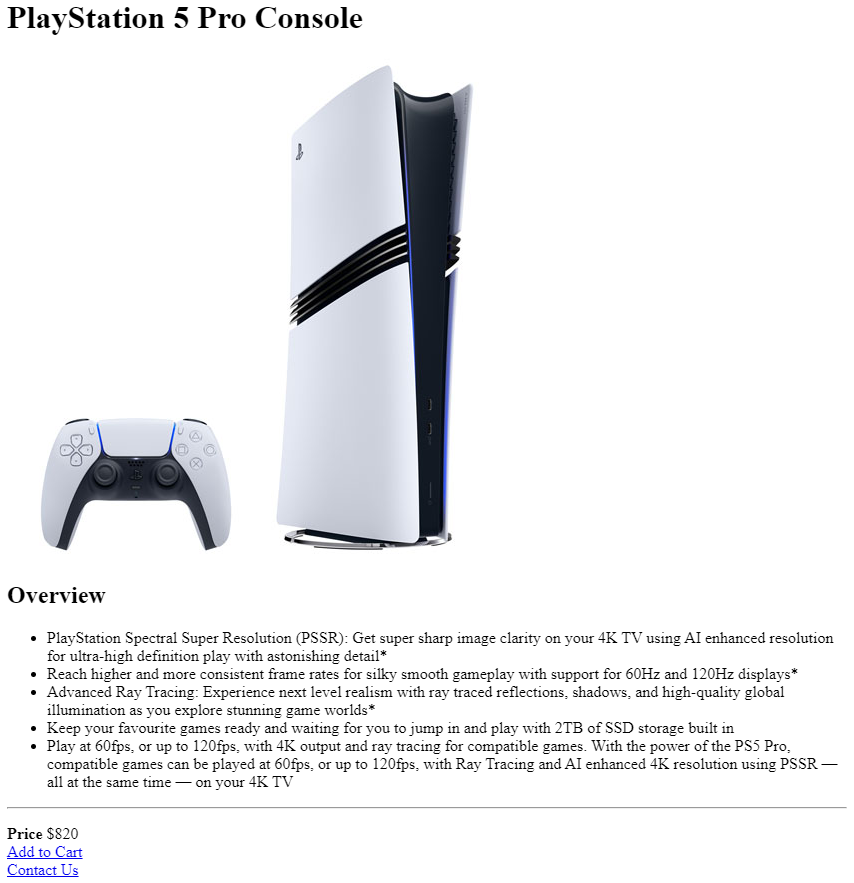 PlayStation 5 Pro Console
Overview
PlayStation Spectral Super Resolution (PSSR): Get super sharp image clarity on your 4K TV using AI enhanced resolution
for ultra-high definition play with astonishing detail*
Reach higher and more consistent frame rates for silky smooth gameplay with support for 60Hz and 120Hz displays*
Advanced Ray Tracing: Experience next level realism with ray traced reflections, shadows, and high-quality global
illumination as you explore stunning game worlds*
Keep your favourite games ready and waiting for you to jump in and play with 2TB of SSD storage built in
Play at 60fps, or up to 120fps, with 4K output and ray tracing for compatible games. With the power of the PS5 Pro,
compatible games can be played at 60fps, or up to 120fps, with Ray Tracing and AI enhanced 4K resolution using PSSR —
all at the same time — on your 4K TV
Price $820
Add to Cart
Contact Us